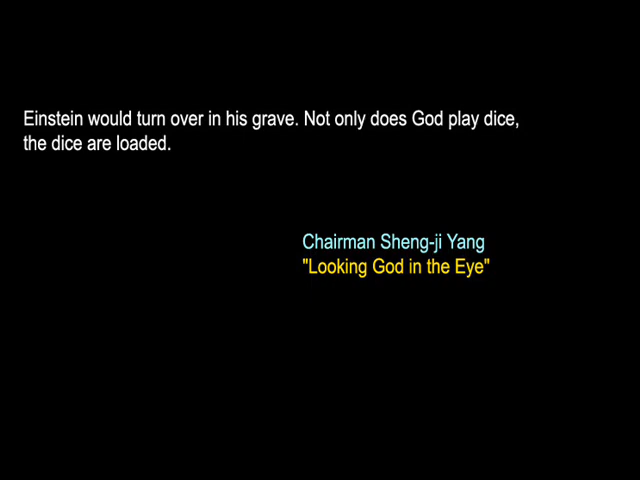 Einstein would turn over in his grave. Not only does God play dice,
the dice are loaded.
Chairman Sheng-ji Yang
"Looking God in the Eye"